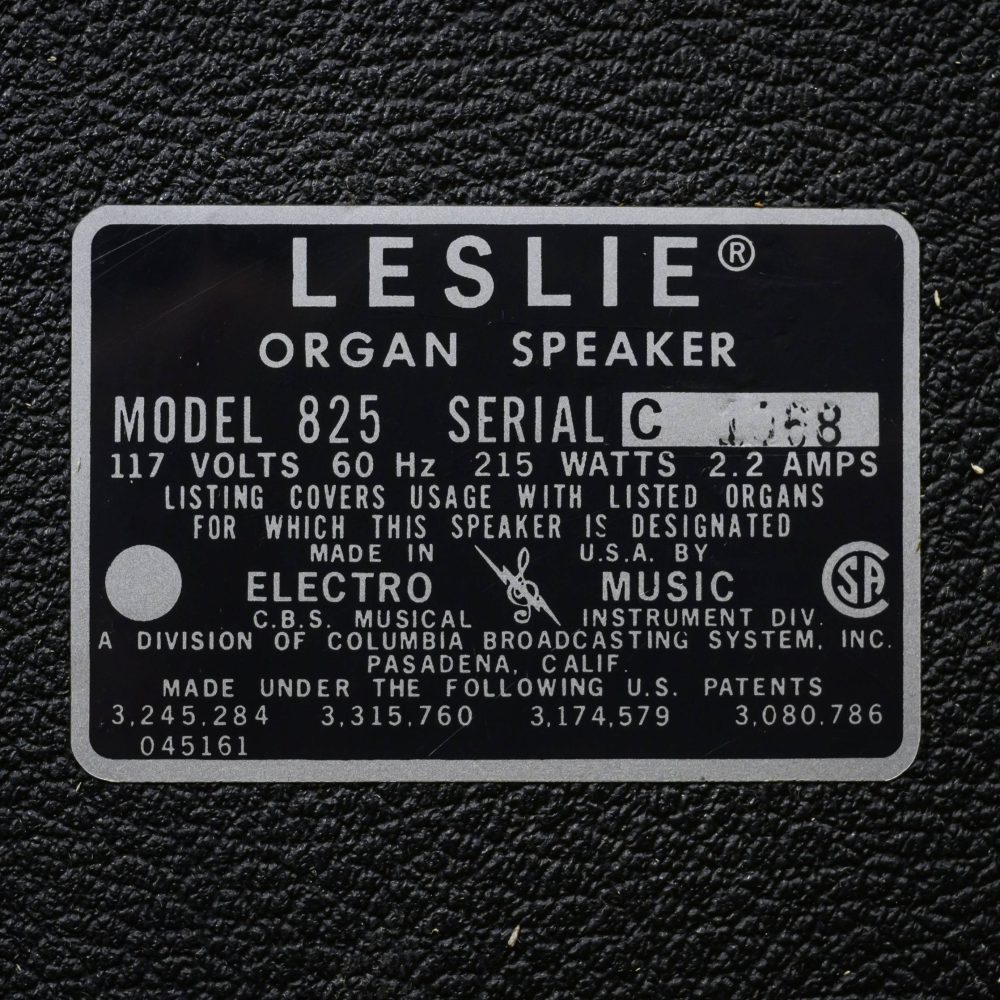 LESLIE®
ORGAN SPEAKER
MODEL 825 SERIAL C
117 VOLTS 60 Hz 215 WATTS 2.2 AMPS
LISTING COVERS USAGE WITH LISTED ORGANS
FOR WHICH THIS SPEAKER IS DESIGNATED
MADE IN U.S.A. BY
ELECTRO MUSIC
SA
C.B.S. MUSICAL INSTRUMENT DIV.
A DIVISION OF COLUMBIA BROADCASTING SYSTEM, INC.
PASADENA, CALIF.
MADE UNDER THE FOLLOWING U.S. PATENTS
3,245,284 3,315,760 3,174,579 3,080,786
045161